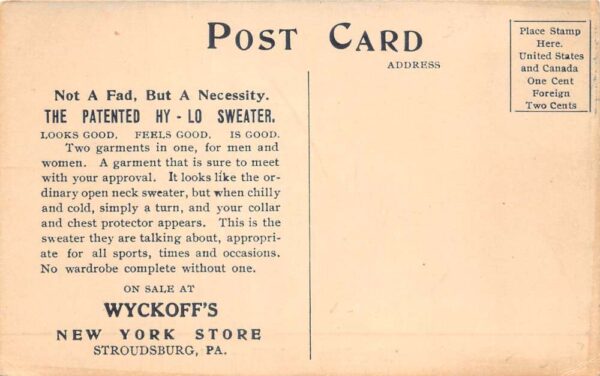 POST CARD
ADDRESS
Place Stamp
Here.
United States
and Canada
One Cent
Foreign
Two Cents
Not A Fad, But A Necessity.
THE PATENTED HY - LO SWEATER.
LOOKS GOOD. FEELS GOOD. IS GOOD.
Two garments in one, for men and
women. A garment that is sure to meet
with your approval. It looks like the or-
dinary open neck sweater, but when chilly
and cold, simply a turn, and your collar
and chest protector appears. This is the
sweater they are talking about, appropri-
ate for all sports, times and occasions.
No wardrobe complete without one.
ON SALE AT
WYCKOFF'S
NEW YORK STORE
STROUDSBURG, PA.